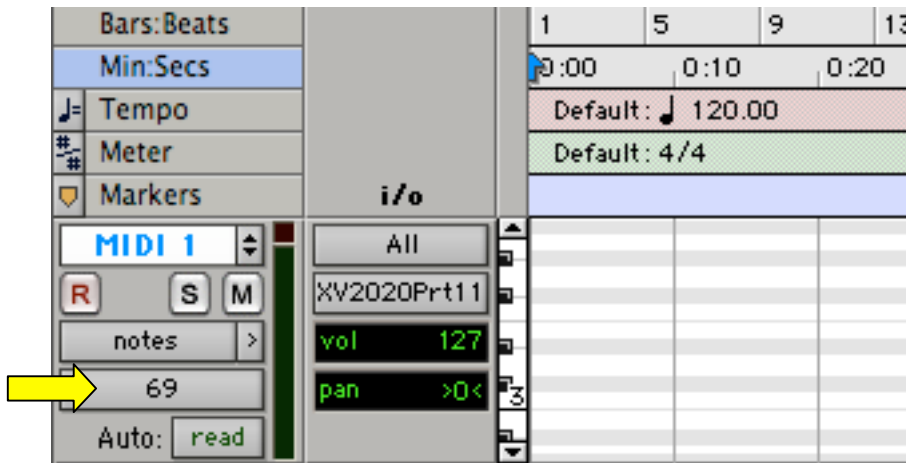 Bars:Beats 1 5 9 13
Min:Secs 0:00 0:10 0:20
Tempo Default: 120.00
Meter Default: 4/4
Markers i/o
MIDI 1 All
R S M XV2020Prt11
notes > vol 127
69 pan >0< 3
Auto: read